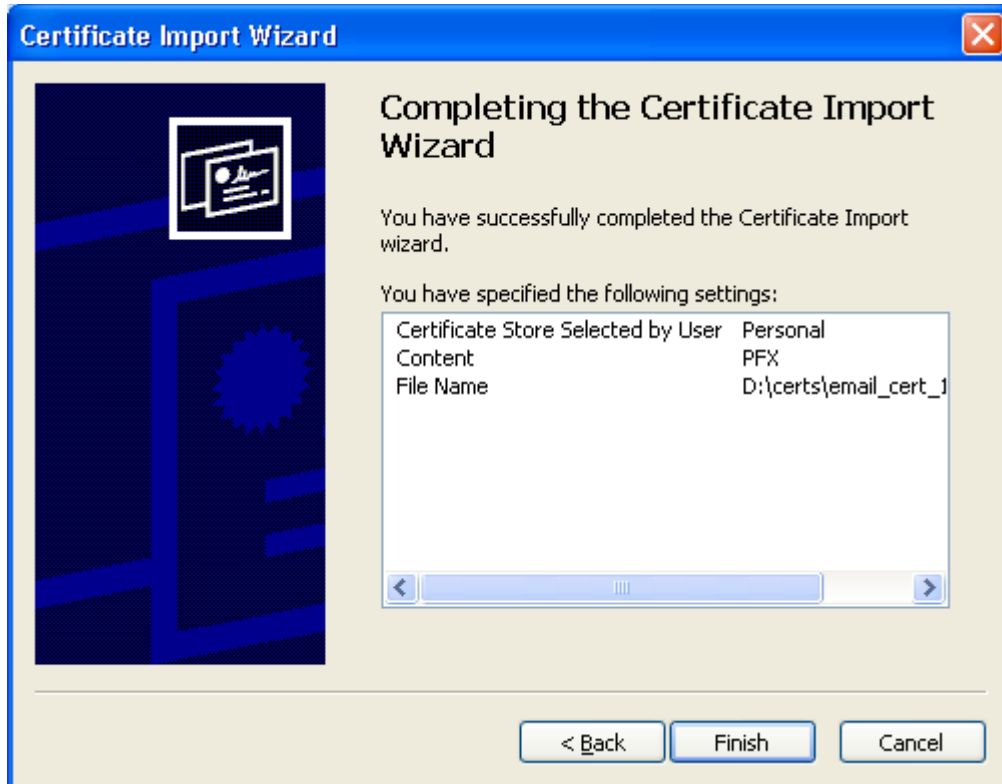 Certificate Import Wizard
Completing the Certificate Import
Wizard
You have successfully completed the Certificate Import
wizard.
You have specified the following settings:
Certificate Store Selected by User Personal
Content PFX
File Name D:\certs\email_cert_1
< Back Finish Cancel